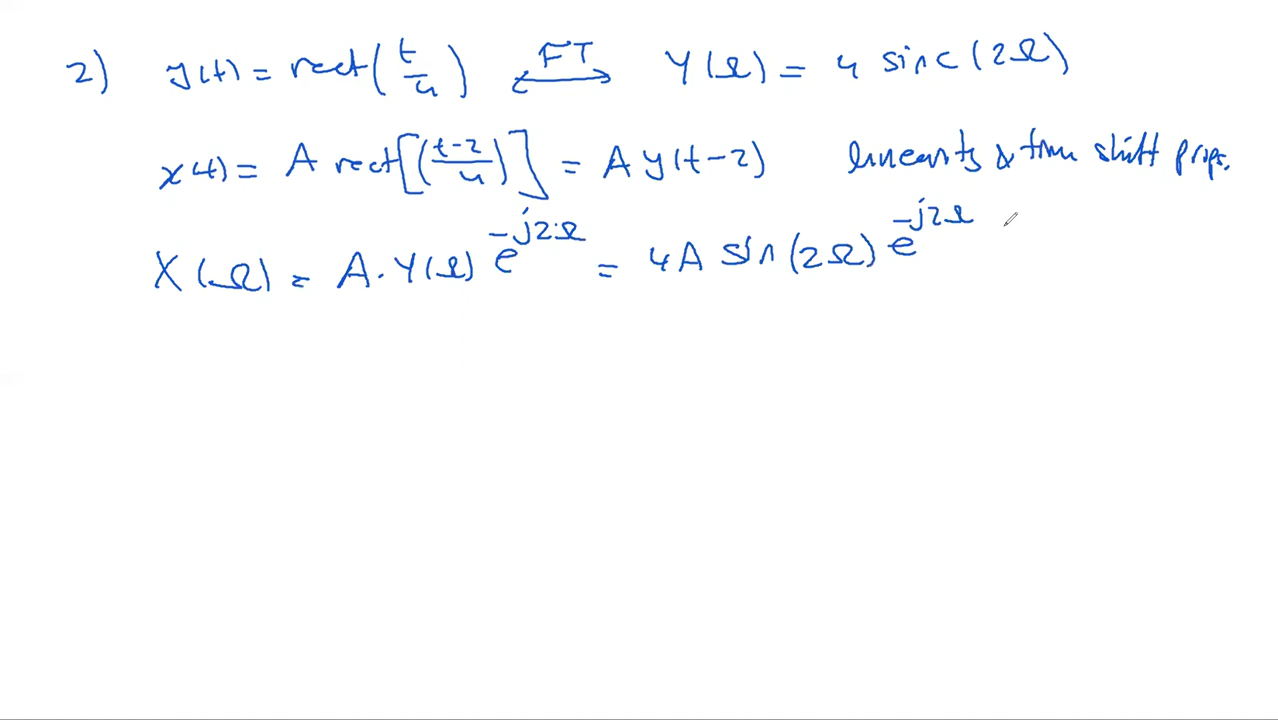 2) y(t) = rect(t/4) FT Y(Ω) = 4 sinc(2Ω)
x(t) = A rect[(t-2/4)] = A y(t-2) linearity & time shift props.
X(Ω) = A. Y(Ω) e^-j2Ω = 4A sin(2Ω) e^-j2Ω